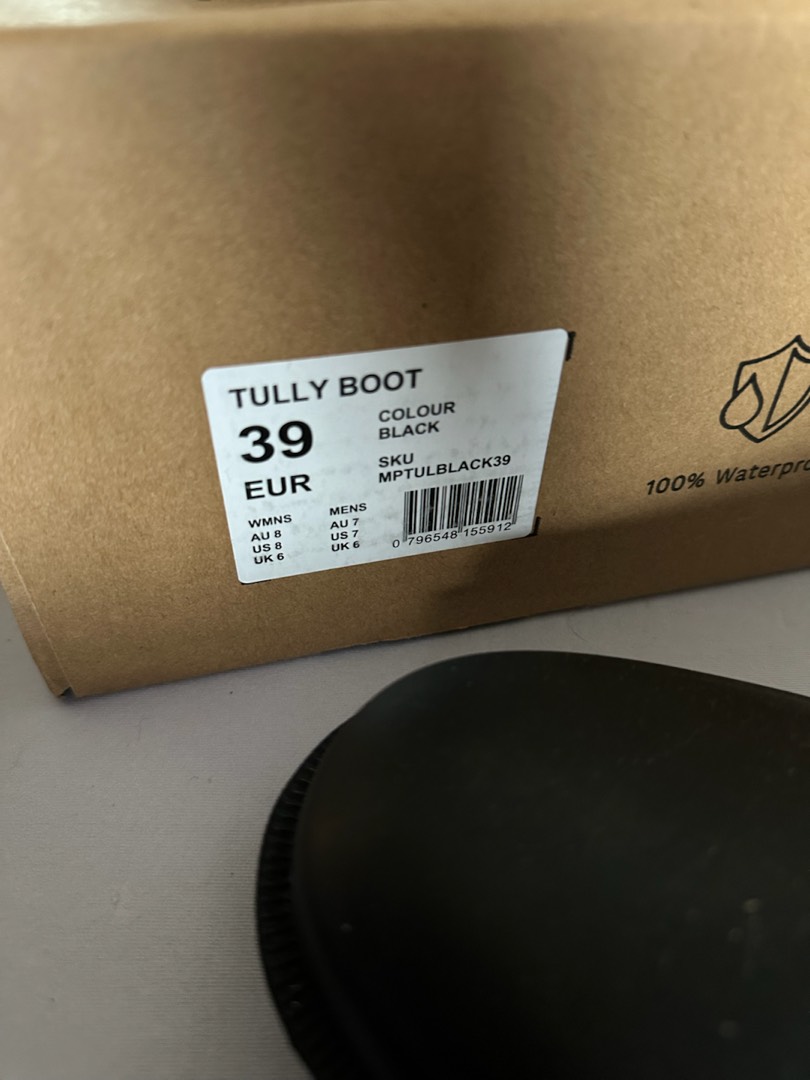 TULLY BOOT
39
EUR
COLOUR
BLACK
SKU
MPTULBLACK39
WMNS
AU 8
US 8
UK 6
MENS
AU 7
US 7
UK 6
0 796548 155912
100%